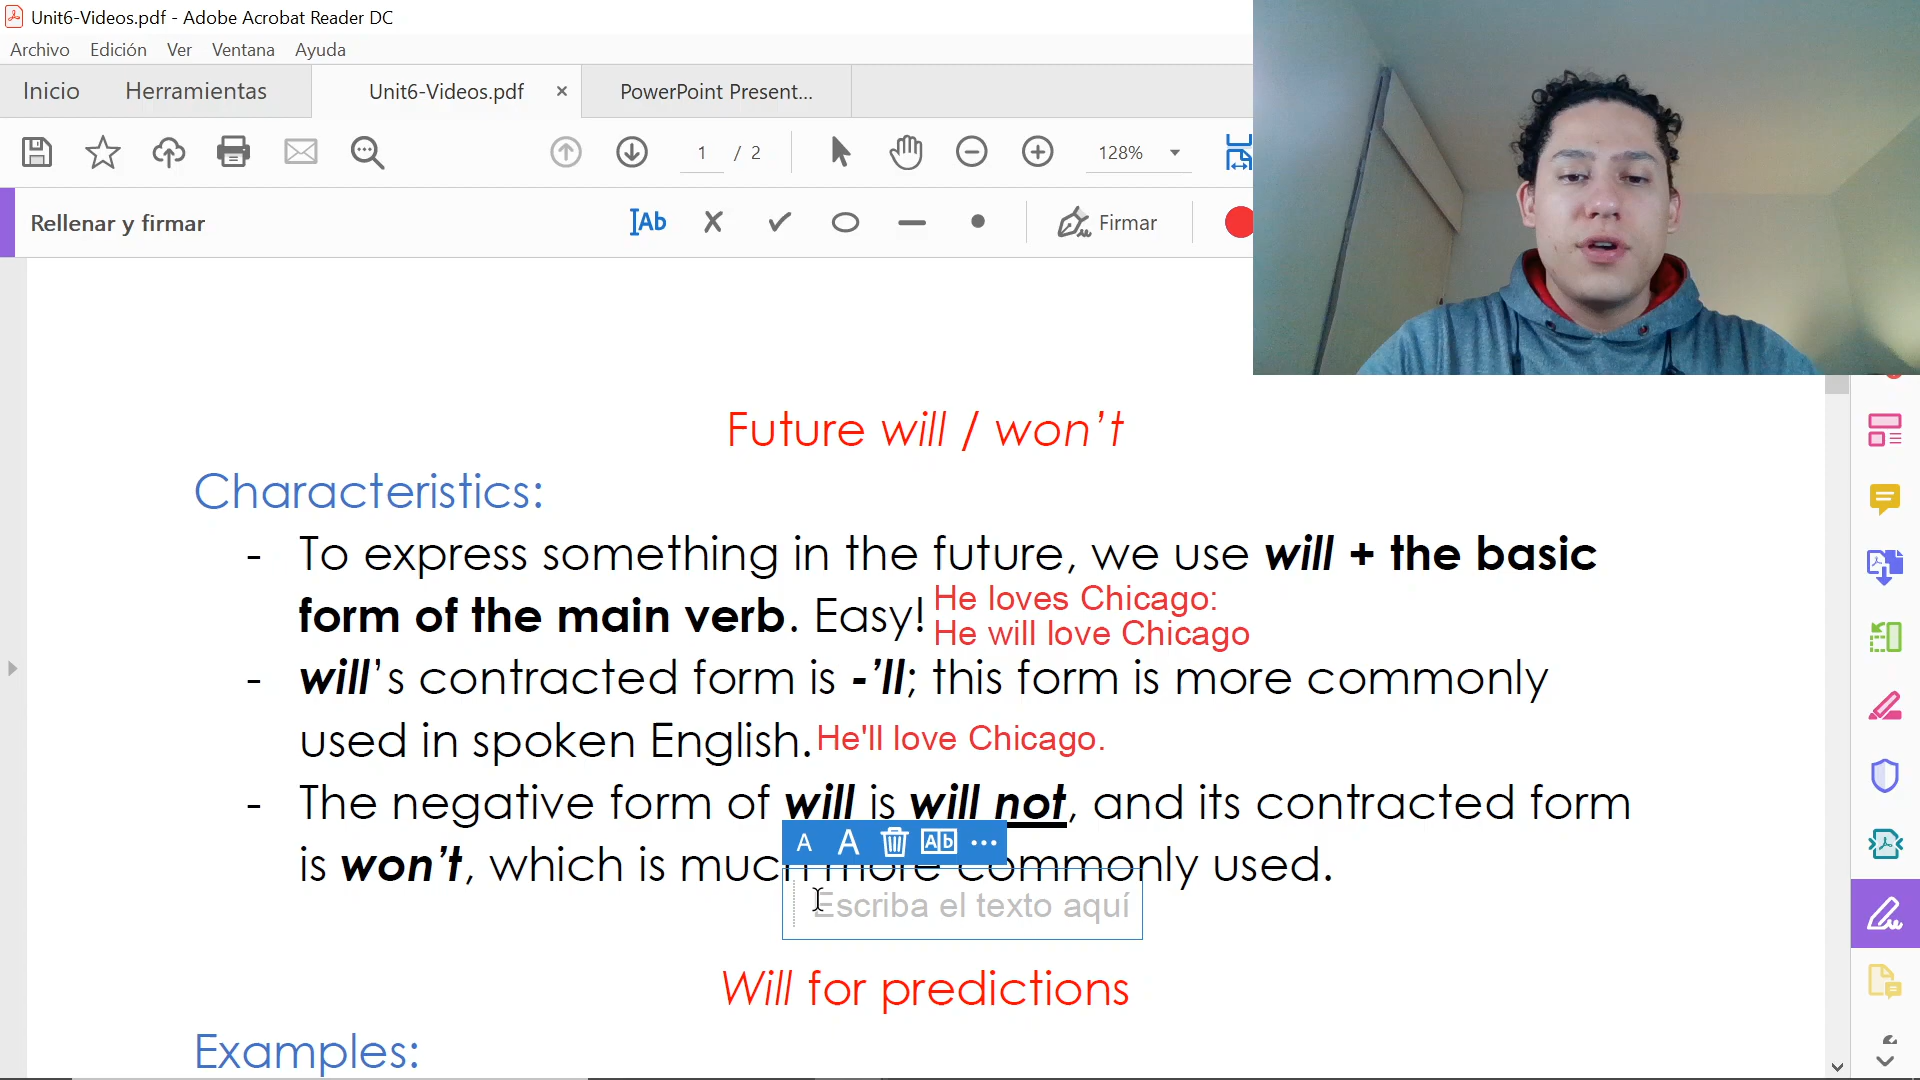 Unit6-Videos.pdf - Adobe Acrobat Reader DC
Archivo Edición Ver Ventana Ayuda
Inicio Herramientas Unit6-Videos.pdf × PowerPoint Present...
1 / 2 128%
Rellenar y firmar Ab Firmar
Future will / won't
Characteristics:
- To express something in the future, we use will + the basic
form of the main verb. Easy!
He loves Chicago:
He will love Chicago
- will's contracted form is -'ll; this form is more commonly
used in spoken English. He'll love Chicago.
- The negative form of will is will not, and its contracted form
A A Ab ...
is won't, which is much more commonly used.
Escriba el texto aquí
Will for predictions
Examples: